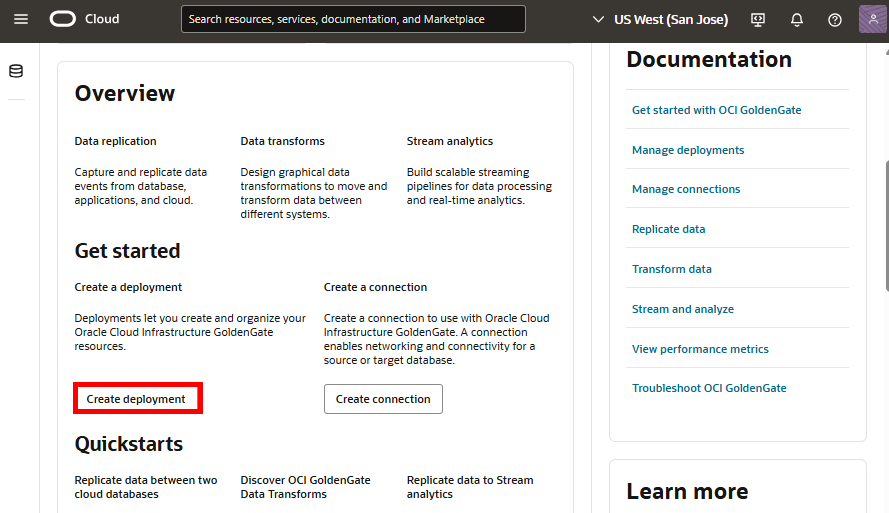 Cloud
Search resources, services, documentation, and Marketplace
US West (San Jose)
Overview
Data replication
Capture and replicate data
events from database,
applications, and cloud.
Data transforms
Design graphical data
transformations to move and
transform data between
different systems.
Stream analytics
Build scalable streaming
pipelines for data processing
and real-time analytics.
Get started
Create a deployment
Deployments let you create and organize your
Oracle Cloud Infrastructure GoldenGate
resources.
Create deployment
Create a connection
Create a connection to use with Oracle Cloud
Infrastructure GoldenGate. A connection
enables networking and connectivity for a
source or target database.
Create connection
Quickstarts
Replicate data between two
cloud databases
Discover OCI GoldenGate
Data Transforms
Replicate data to Stream
analytics
Documentation
Get started with OCI GoldenGate
Manage deployments
Manage connections
Replicate data
Transform data
Stream and analyze
View performance metrics
Troubleshoot OCI GoldenGate
Learn more